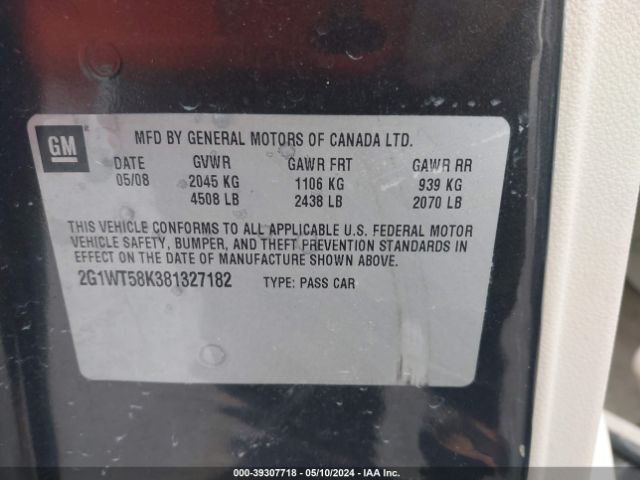 GM
MFD BY GENERAL MOTORS OF CANADA LTD.
DATE GVWR GAWR FRT GAWR RR
05/08 2045 KG 1106 KG 939 KG
4508 LB 2438 LB 2070 LB
THIS VEHICLE CONFORMS TO ALL APPLICABLE U.S. FEDERAL MOTOR
VEHICLE SAFETY, BUMPER, AND THEFT PREVENTION STANDARDS IN
EFFECT ON THE DATE OF MANUFACTURE SHOWN ABOVE.
2G1WT58K381327182 TYPE: PASS CAR
000-39307718 - 05/10/2024 - IAA Inc.